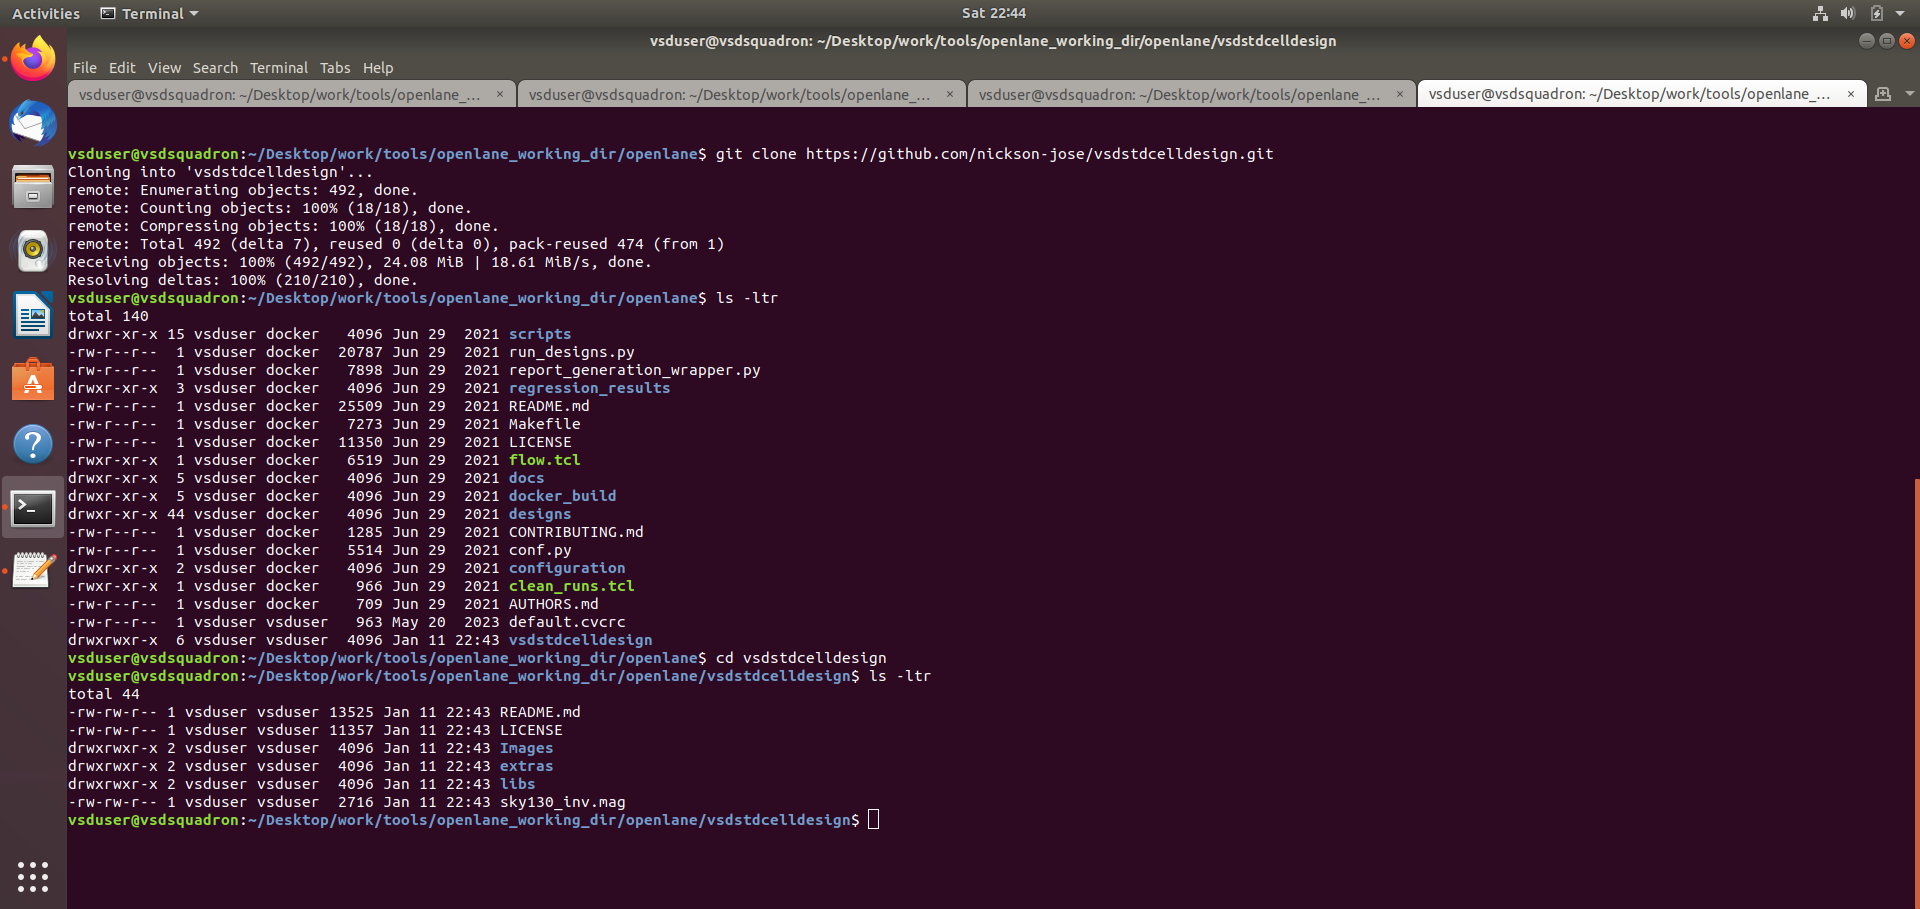 Activities Terminal Sat 22:44
vsduser@vsdsquadron: ~/Desktop/work/tools/openlane_working_dir/openlane/vsdstdcelldesign
File Edit View Search Terminal Tabs Help
vsduser@vsdsquadron: ~/Desktop/work/tools/openlane_... × vsduser@vsdsquadron: ~/Desktop/work/tools/openlane_... × vsduser@vsdsquadron: ~/Desktop/work/tools/openlane_... × vsduser@vsdsquadron: ~/Desktop/work/tools/openlane_... ×
vsduser@vsdsquadron:~/Desktop/work/tools/openlane_working_dir/openlane$ git clone https://github.com/nickson-jose/vsdstdcelldesign.git
Cloning into 'vsdstdcelldesign'...
remote: Enumerating objects: 492, done.
remote: Counting objects: 100% (18/18), done.
remote: Compressing objects: 100% (18/18), done.
remote: Total 492 (delta 7), reused 0 (delta 0), pack-reused 474 (from 1)
Receiving objects: 100% (492/492), 24.08 MiB | 18.61 MiB/s, done.
Resolving deltas: 100% (210/210), done.
vsduser@vsdsquadron:~/Desktop/work/tools/openlane_working_dir/openlane$ ls -ltr
total 140
drwxr-xr-x 15 vsduser docker   4096 Jun 29  2021 scripts
-rw-r--r--  1 vsduser docker  20787 Jun 29  2021 run_designs.py
-rw-r--r--  1 vsduser docker   7898 Jun 29  2021 report_generation_wrapper.py
drwxr-xr-x  3 vsduser docker   4096 Jun 29  2021 regression_results
-rw-r--r--  1 vsduser docker  25509 Jun 29  2021 README.md
-rw-r--r--  1 vsduser docker   7273 Jun 29  2021 Makefile
-rw-r--r--  1 vsduser docker  11350 Jun 29  2021 LICENSE
-rwxr-xr-x  1 vsduser docker   6519 Jun 29  2021 flow.tcl
drwxr-xr-x  5 vsduser docker   4096 Jun 29  2021 docs
drwxr-xr-x  5 vsduser docker   4096 Jun 29  2021 docker_build
drwxr-xr-x 44 vsduser docker   4096 Jun 29  2021 designs
-rw-r--r--  1 vsduser docker   1285 Jun 29  2021 CONTRIBUTING.md
-rw-r--r--  1 vsduser docker   5514 Jun 29  2021 conf.py
drwxr-xr-x  2 vsduser docker   4096 Jun 29  2021 configuration
-rwxr-xr-x  1 vsduser docker    966 Jun 29  2021 clean_runs.tcl
-rw-r--r--  1 vsduser docker    709 Jun 29  2021 AUTHORS.md
-rw-r--r--  1 vsduser vsduser   963 May 20  2023 default.cvcrc
drwxrwxr-x  6 vsduser vsduser  4096 Jan 11 22:43 vsdstdcelldesign
vsduser@vsdsquadron:~/Desktop/work/tools/openlane_working_dir/openlane$ cd vsdstdcelldesign
vsduser@vsdsquadron:~/Desktop/work/tools/openlane_working_dir/openlane/vsdstdcelldesign$ ls -ltr
total 44
-rw-rw-r-- 1 vsduser vsduser 13525 Jan 11 22:43 README.md
-rw-rw-r-- 1 vsduser vsduser 11357 Jan 11 22:43 LICENSE
drwxrwxr-x 2 vsduser vsduser  4096 Jan 11 22:43 Images
drwxrwxr-x 2 vsduser vsduser  4096 Jan 11 22:43 extras
drwxrwxr-x 2 vsduser vsduser  4096 Jan 11 22:43 libs
-rw-rw-r-- 1 vsduser vsduser  2716 Jan 11 22:43 sky130_inv.mag
vsduser@vsdsquadron:~/Desktop/work/tools/openlane_working_dir/openlane/vsdstdcelldesign$